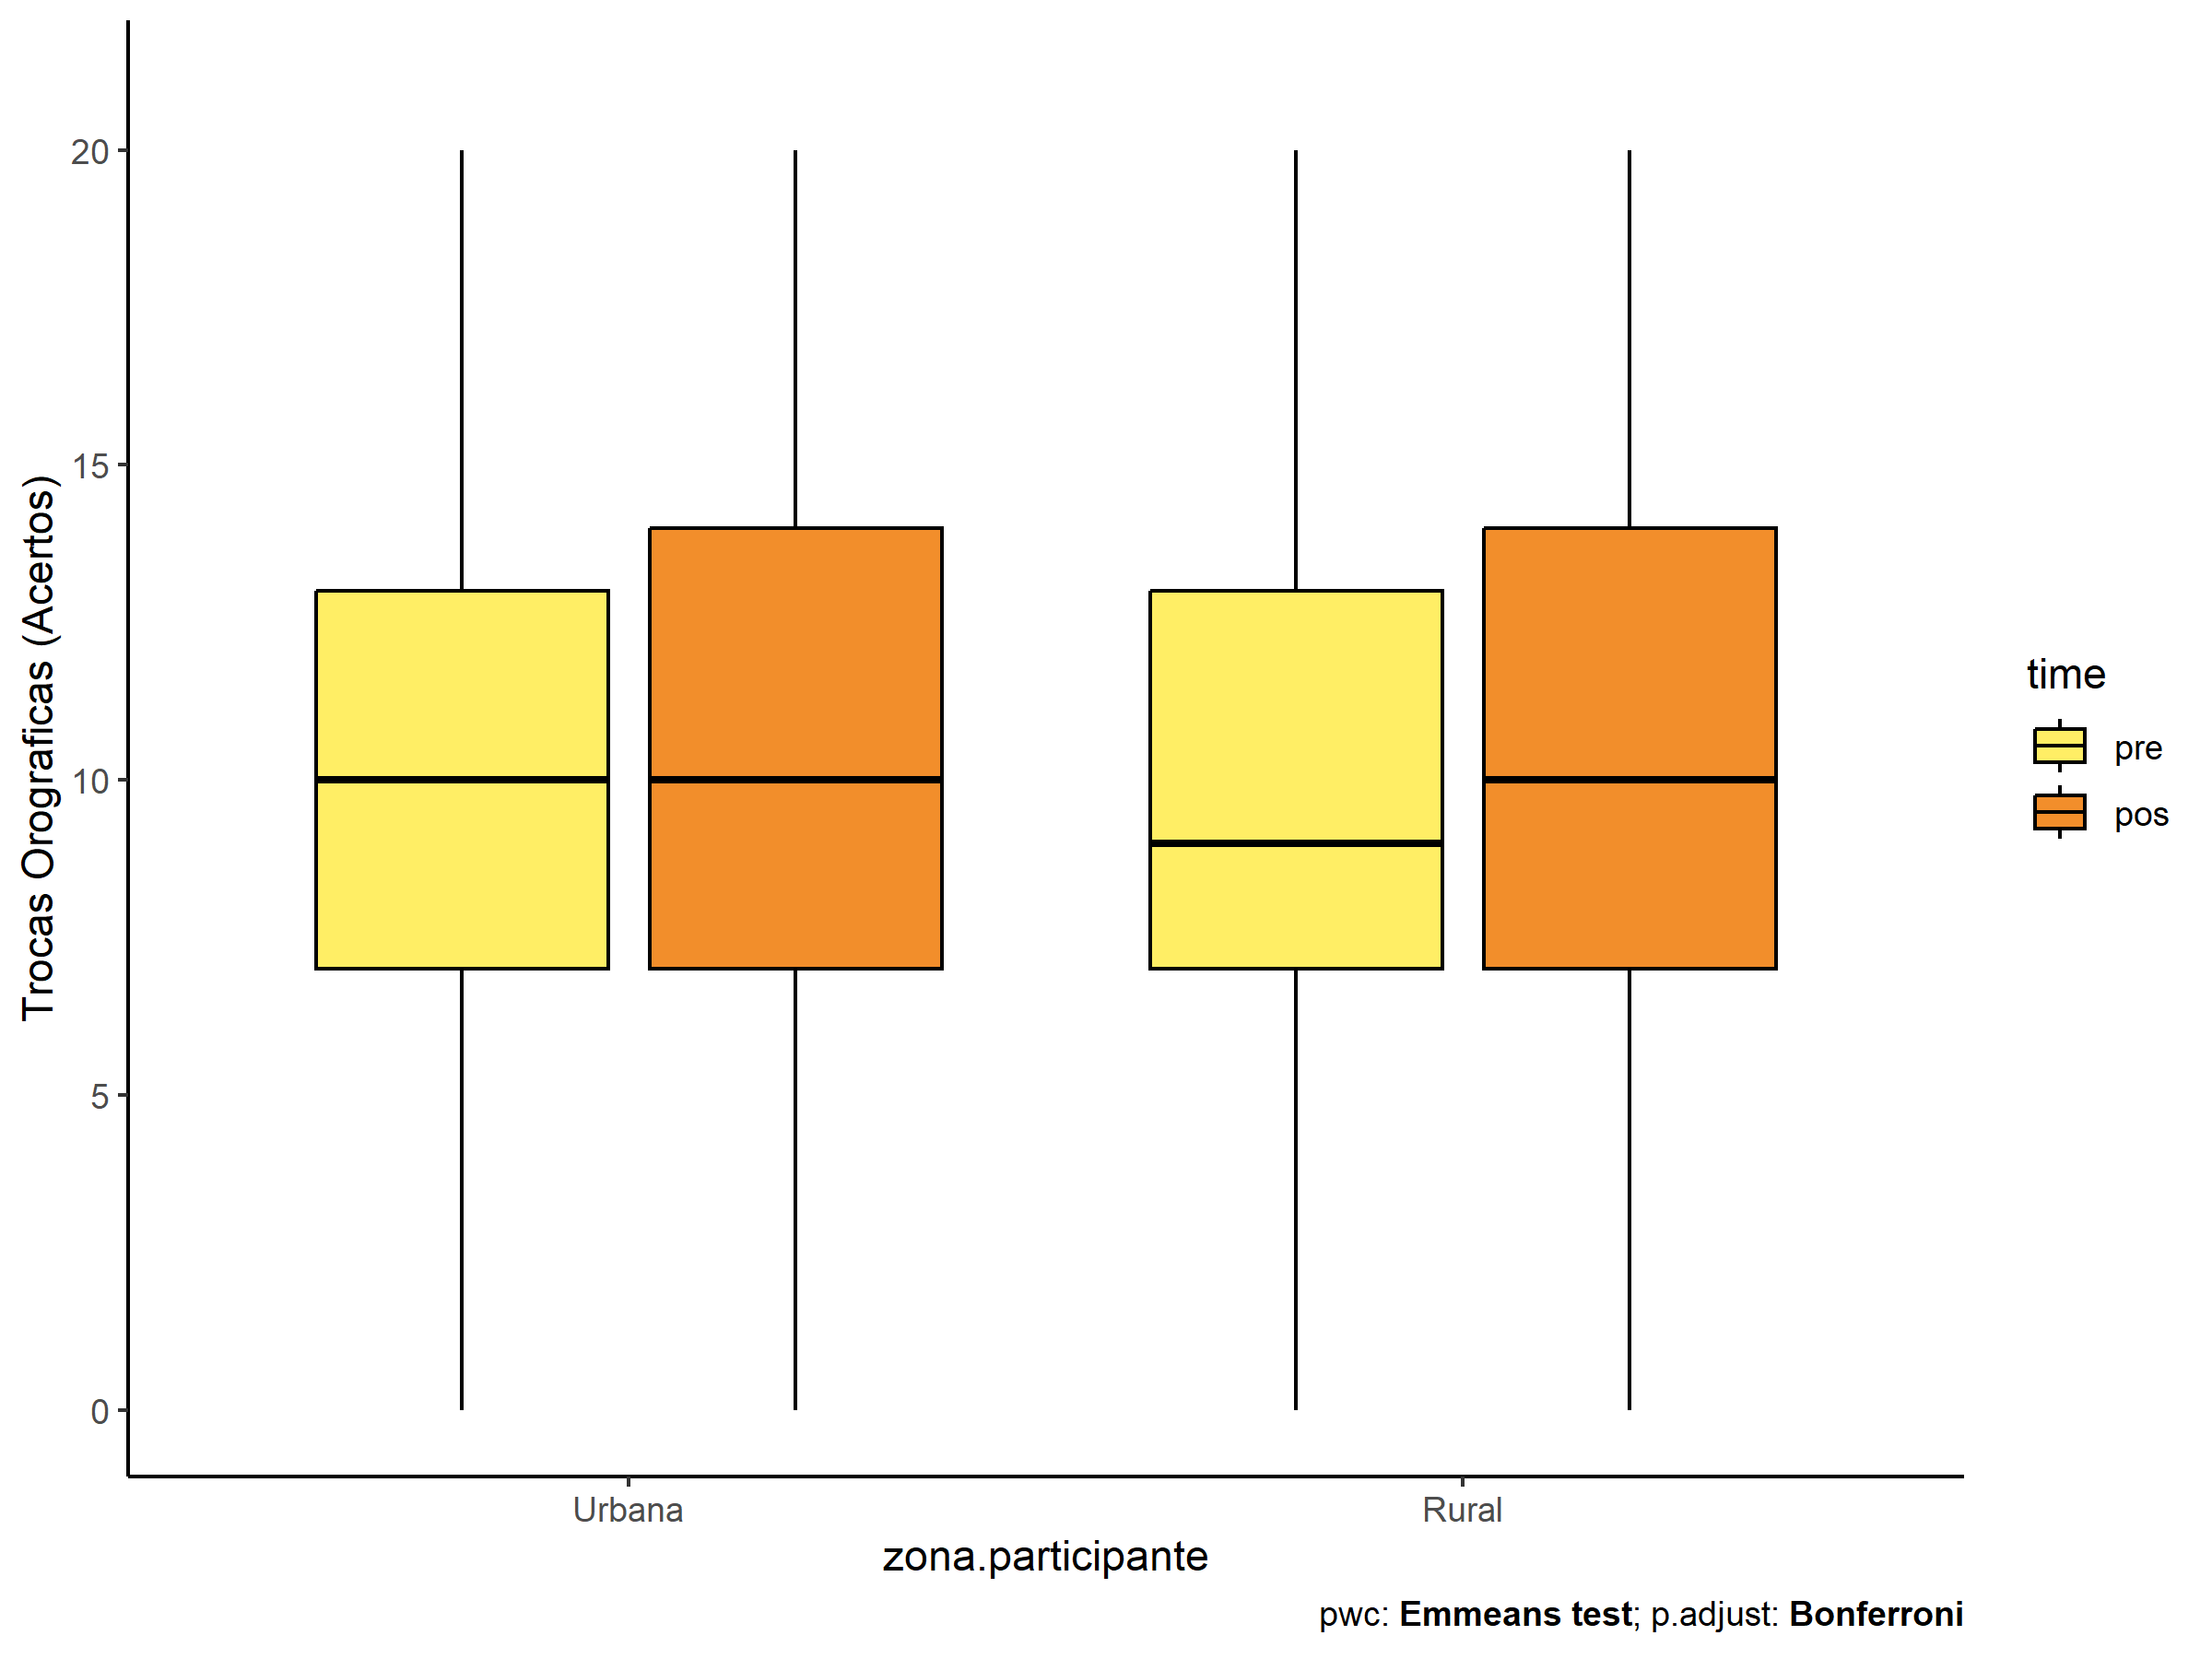 Trocas Orograficas (Acertos)
20
15
10
5
0
Urbana
Rural
zona.participante
time
pre
pos
pwc: Emmeans test; p.adjust: Bonferroni